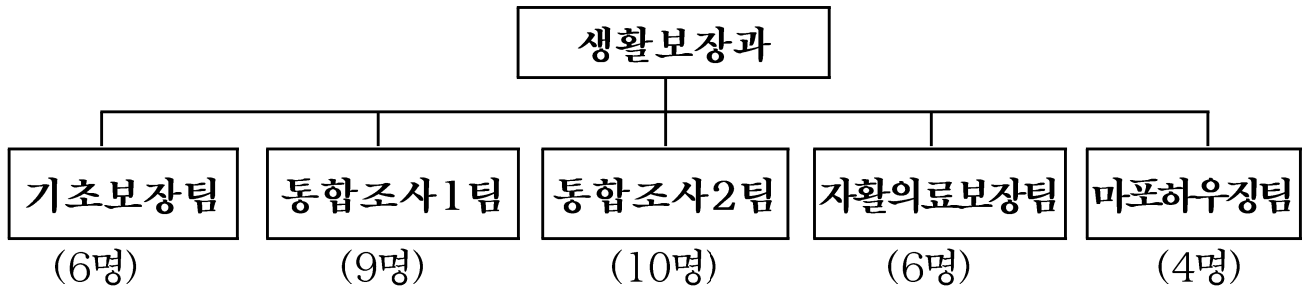 생활보장과
기초보장팀 통합조사1팀 통합조사2팀 자활의료보장팀 마포하우징팀
(6명) (9명) (10명) (6명) (4명)